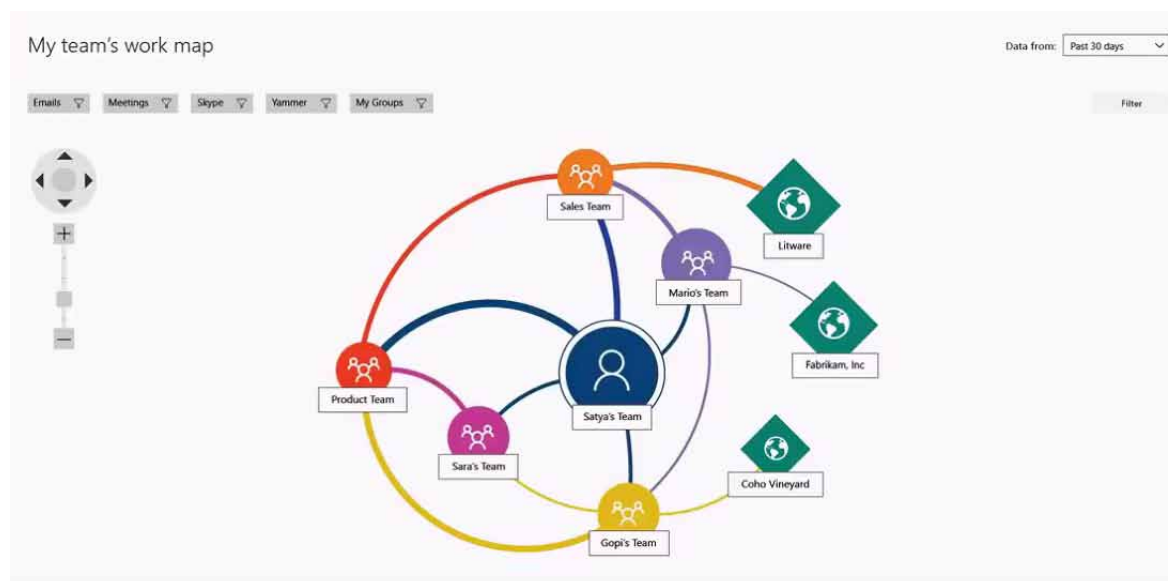 My team's work map
Data from: Past 30 days
Emails Meetings Skype Yammer My Groups Filter
Sales Team
Litware
Mario's Team
Fabrikam, Inc
Product Team
Satya's Team
Sara's Team
Coho Vineyard
Gopi's Team